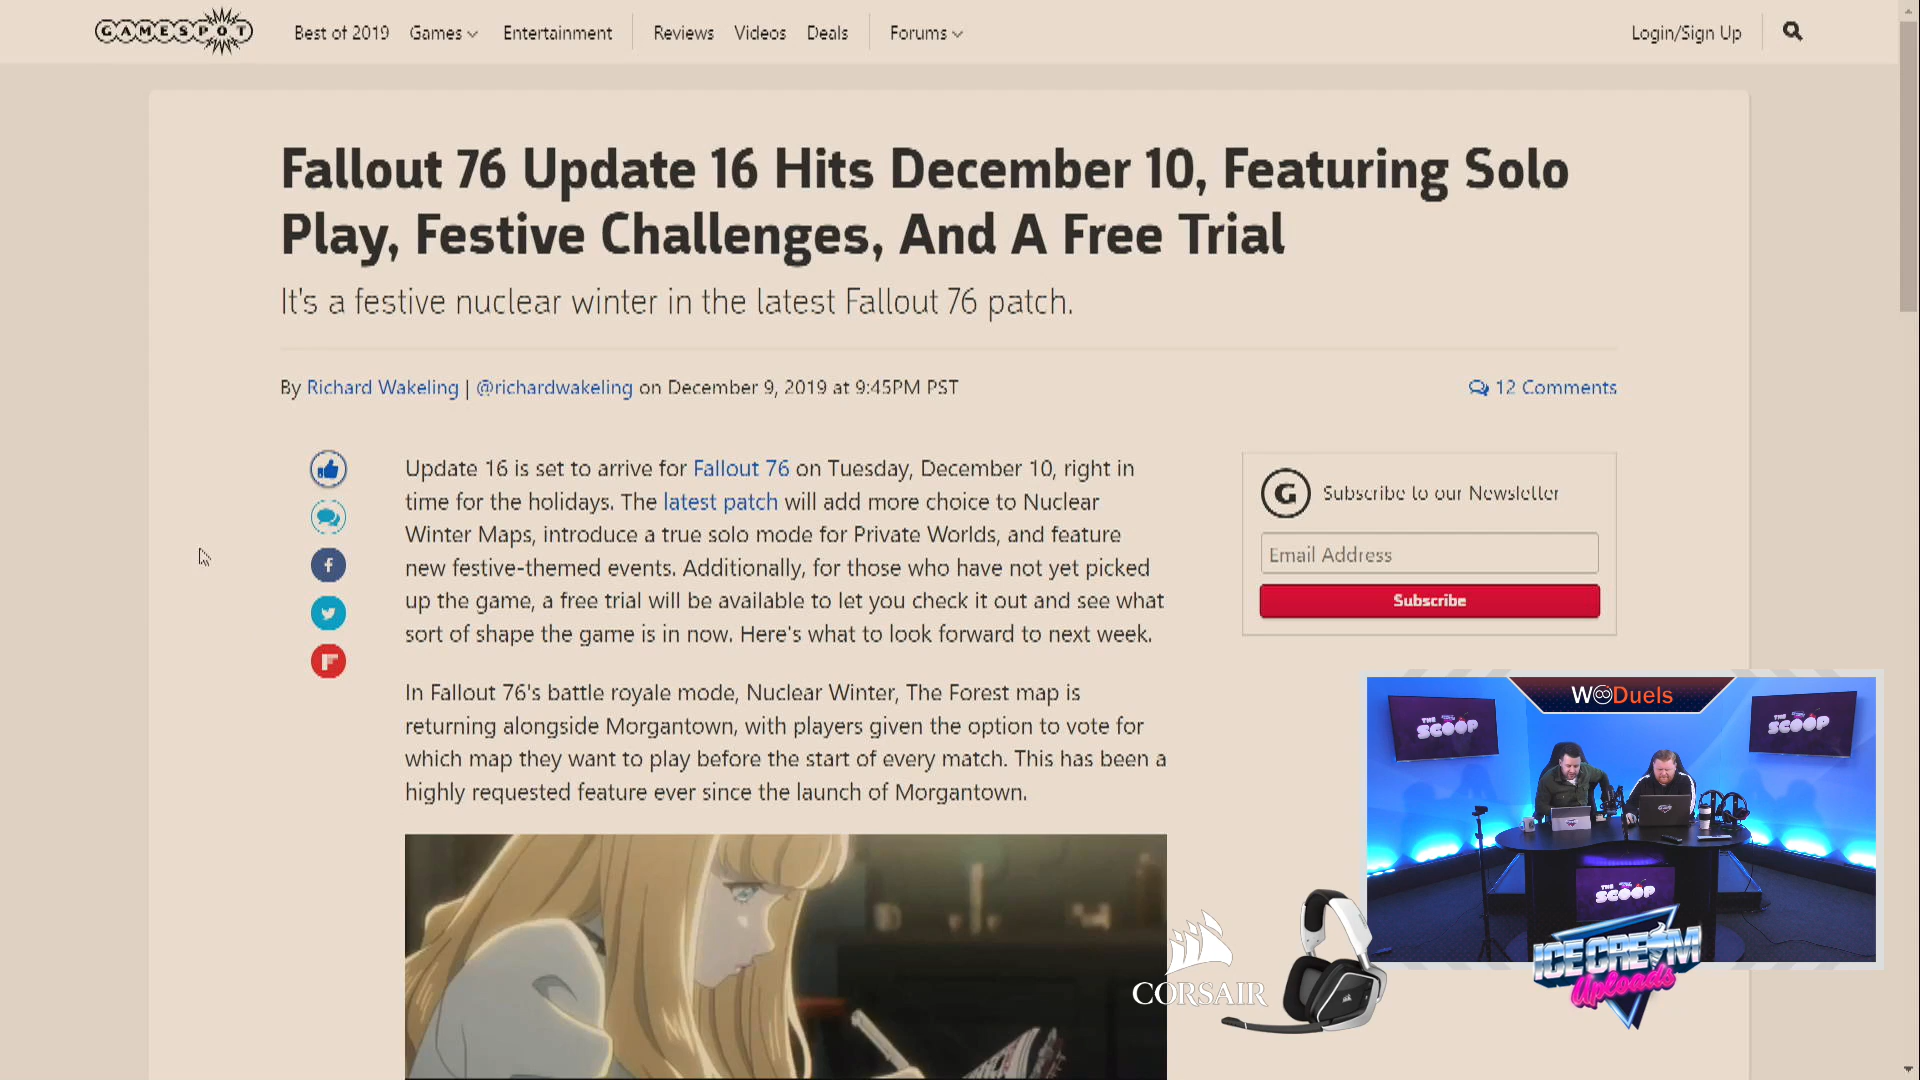 GAMESPOT
Best of 2019 Games Entertainment Reviews Videos Deals Forums Login/Sign Up
Fallout 76 Update 16 Hits December 10, Featuring Solo
Play, Festive Challenges, And A Free Trial
It's a festive nuclear winter in the latest Fallout 76 patch.
By Richard Wakeling | @richardwakeling on December 9, 2019 at 9:45PM PST
12 Comments
Update 16 is set to arrive for Fallout 76 on Tuesday, December 10, right in
time for the holidays. The latest patch will add more choice to Nuclear
Winter Maps, introduce a true solo mode for Private Worlds, and feature
new festive-themed events. Additionally, for those who have not yet picked
up the game, a free trial will be available to let you check it out and see what
sort of shape the game is in now. Here's what to look forward to next week.
In Fallout 76's battle royale mode, Nuclear Winter, The Forest map is
returning alongside Morgantown, with players given the option to vote for
which map they want to play before the start of every match. This has been a
highly requested feature ever since the launch of Morgantown.
G Subscribe to our Newsletter
Email Address
Subscribe
W∞Duels
THE
SCOOP
THE
SCOOP
THE
SCOOP
ICE CREAM
Uploads
CORSAIR